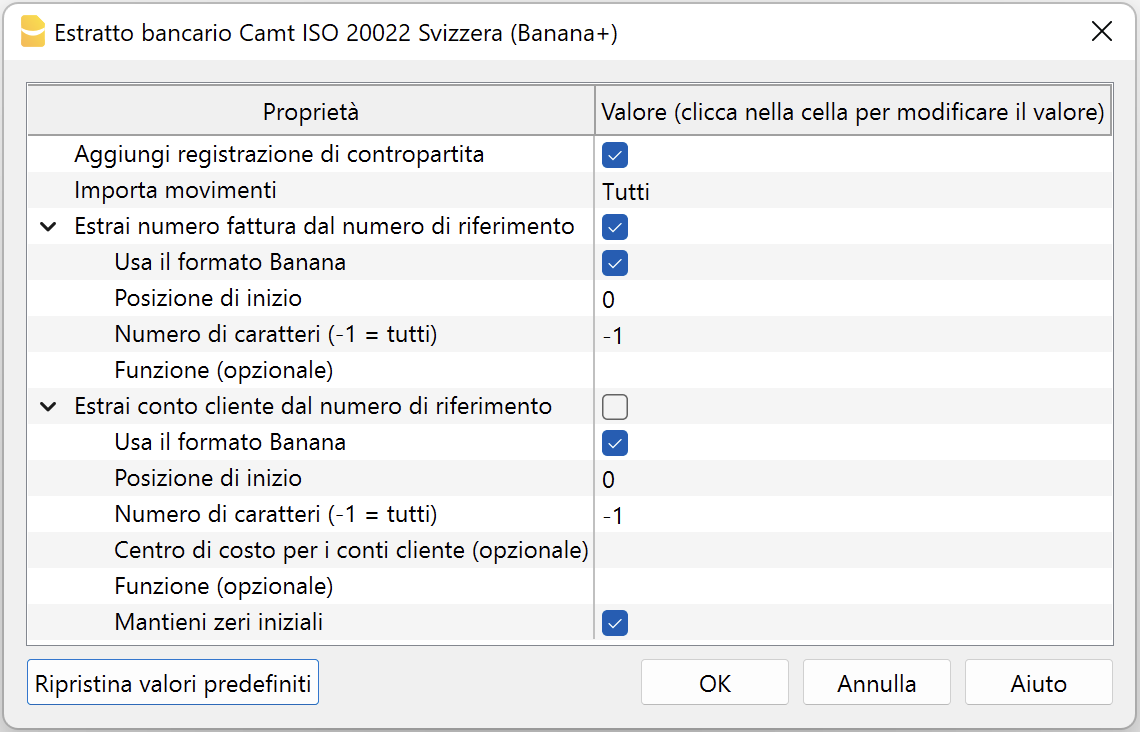 Estratto bancario Camt ISO 20022 Svizzera (Banana+)
Proprietà Valore (clicca nella cella per modificare il valore)
Aggiungi registrazione di contropartita
Importa movimenti Tutti
Estrai numero fattura dal numero di riferimento
Usa il formato Banana
Posizione di inizio 0
Numero di caratteri (-1 = tutti) -1
Funzione (opzionale)
Estrai conto cliente dal numero di riferimento
Usa il formato Banana
Posizione di inizio 0
Numero di caratteri (-1 = tutti) -1
Centro di costo per i conti cliente (opzionale)
Funzione (opzionale)
Mantieni zeri iniziali
Ripristina valori predefiniti OK Annulla Aiuto